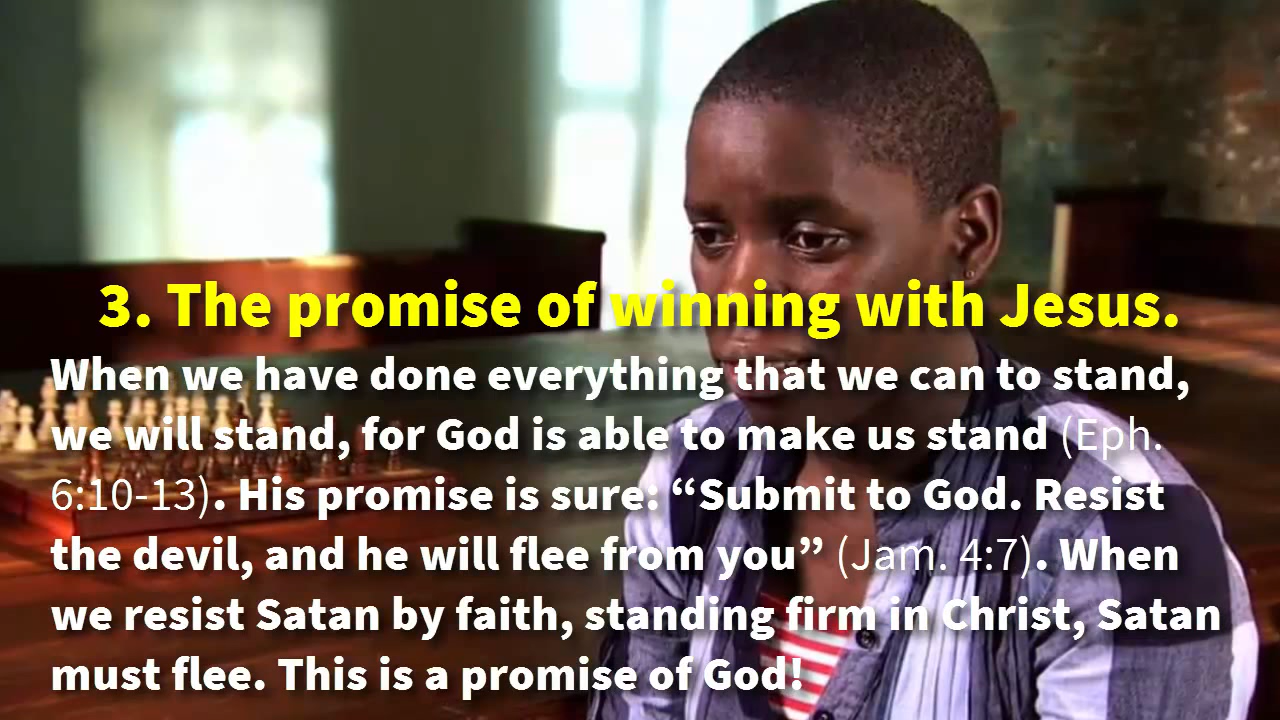 3. The promise of winning with Jesus.
When we have done everything that we can to stand,
we will stand, for God is able to make us stand (Eph.
6:10-13). His promise is sure: “Submit to God. Resist
the devil, and he will flee from you” (Jam. 4:7). When
we resist Satan by faith, standing firm in Christ, Satan
must flee. This is a promise of God!